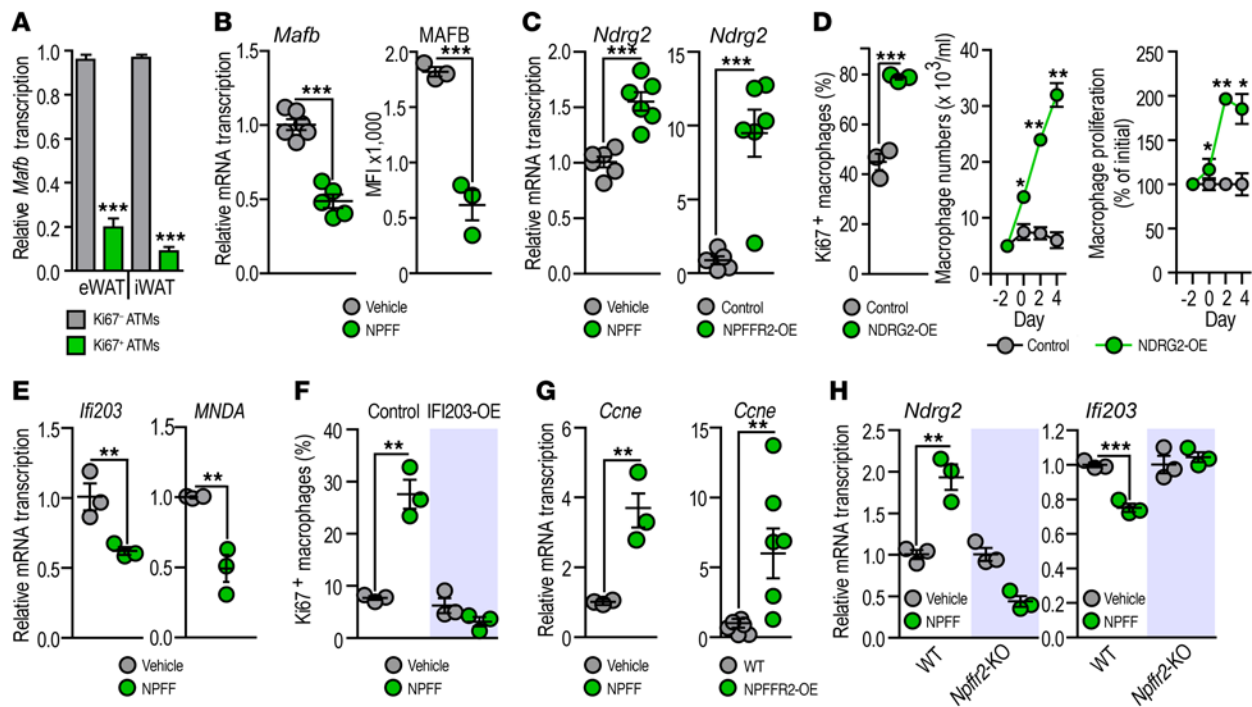 A
Relative Mafb transcription
1.0
0.8
0.6
0.4
0.2
0.0
***
***
eWAT
iWAT
Ki67⁻ ATMs
Ki67⁺ ATMs
B
Mafb
Relative mRNA transcription
1.5
1.0
0.5
0.0
***
MAFB
MFI x1,000
2.0
1.5
1.0
0.5
0
***
Vehicle
NPFF
C
Ndrg2
Relative mRNA transcription
2.0
1.5
1.0
0.5
0.0
***
Vehicle
NPFF
Ndrg2
15
10
5
0
***
Control
NPFFR2-OE
D
Ki67⁺ macrophages (%)
80
60
40
20
0
***
Control
NDRG2-OE
Macrophage numbers (x 10³/ml)
40
30
20
10
0
*
**
**
-2 0 2 4
Day
Macrophage proliferation
(% of initial)
250
200
150
100
50
0
*
**
*
-2 0 2 4
Day
Control
NDRG2-OE
E
Ifi203
Relative mRNA transcription
1.5
1.0
0.5
0.0
**
MNDA
1.5
1.0
0.5
0.0
**
Vehicle
NPFF
F
Control
IFI203-OE
Ki67⁺ macrophages (%)
40
30
20
10
0
**
Vehicle
NPFF
G
Ccne
Relative mRNA transcription
6
4
2
0
**
Vehicle
NPFF
Ccne
15
10
5
0
**
WT
NPFFR2-OE
H
Ndrg2
Relative mRNA transcription
2.5
2.0
1.5
1.0
0.5
0.0
**
Vehicle
NPFF
WT
Npffr2-KO
Ifi203
1.2
1.0
0.8
0.6
0.4
0.2
0.0
***
Vehicle
NPFF
WT
Npffr2-KO